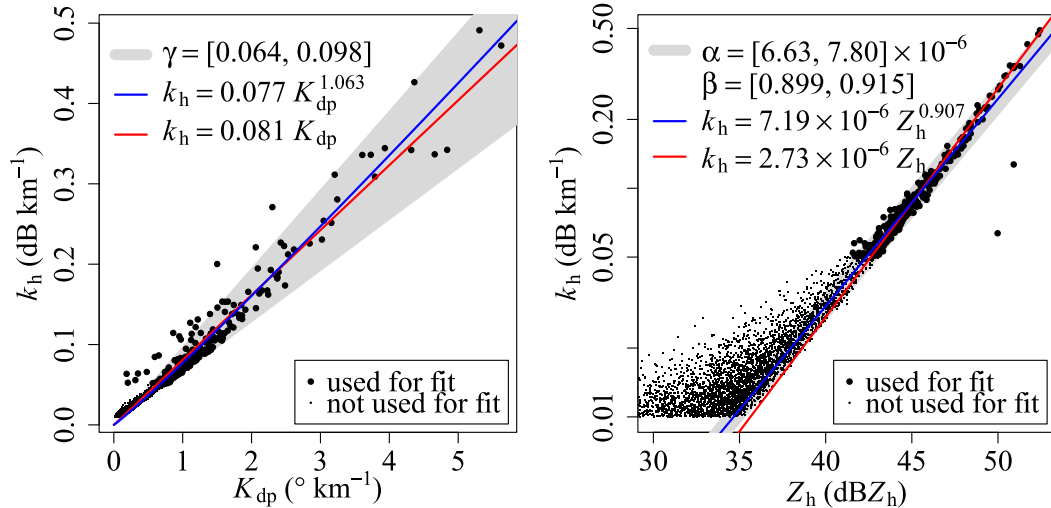 γ = [0.064, 0.098]
k_h = 0.077 K_dp^1.063
k_h = 0.081 K_dp
k_h (dB km⁻¹)
0.5
0.4
0.3
0.2
0.1
0.0
used for fit
not used for fit
0 1 2 3 4 5
K_dp (° km⁻¹)
α = [6.63, 7.80] × 10⁻⁶
β = [0.899, 0.915]
k_h = 7.19 × 10⁻⁶ Z_h^0.907
k_h = 2.73 × 10⁻⁶ Z_h
k_h (dB km⁻¹)
0.50
0.20
0.05
0.01
used for fit
not used for fit
30 35 40 45 50
Z_h (dBZ_h)